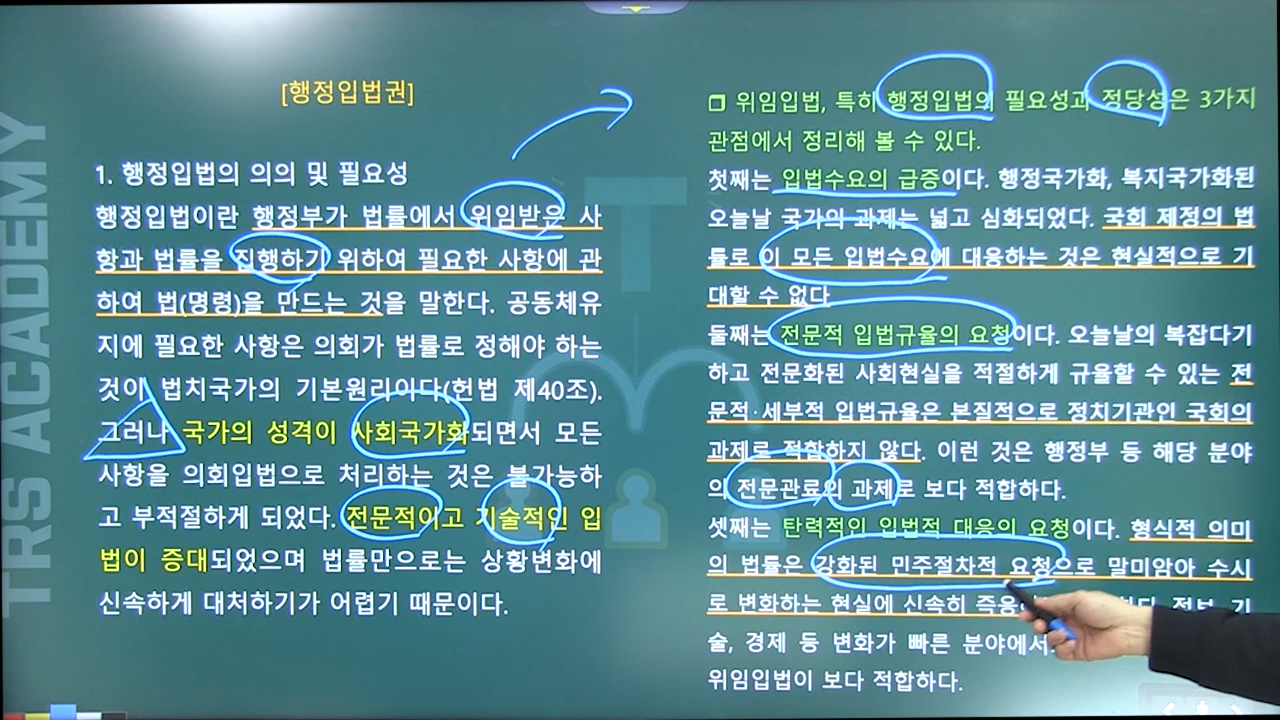 TRS ACADEMY
[행정입법권]
1. 행정입법의 의의 및 필요성
행정입법이란 행정부가 법률에서 위임받은 사
항과 법률을 집행하기 위하여 필요한 사항에 관
하여 법(명령)을 만드는 것을 말한다. 공동체유
지에 필요한 사항은 의회가 법률로 정해야 하는
것이 법치국가의 기본원리이다(헌법 제40조).
그러나 국가의 성격이 사회국가화되면서 모든
사항을 의회입법으로 처리하는 것은 불가능하
고 부적절하게 되었다. 전문적이고 기술적인 입
법이 증대되었으며 법률만으로는 상황변화에
신속하게 대처하기가 어렵기 때문이다.
❐ 위임입법, 특히 행정입법의 필요성과 정당성은 3가지
관점에서 정리해 볼 수 있다.
첫째는 입법수요의 급증이다. 행정국가화, 복지국가화된
오늘날 국가의 과제는 넓고 심화되었다. 국회 제정의 법
률로 이 모든 입법수요에 대응하는 것은 현실적으로 기
대할 수 없다
둘째는 전문적 입법규율의 요청이다. 오늘날의 복잡다기
하고 전문화된 사회현실을 적절하게 규율할 수 있는 전
문적·세부적 입법규율은 본질적으로 정치기관인 국회의
과제로 적합하지 않다. 이런 것은 행정부 등 해당 분야
의 전문관료의 과제로 보다 적합하다.
셋째는 탄력적인 입법적 대응의 요청이다. 형식적 의미
의 법률은 강화된 민주절차적 요청으로 말미암아 수시
로 변화하는 현실에 신속히 즉응 정보, 기
술, 경제 등 변화가 빠른 분야에서
위임입법이 보다 적합하다.